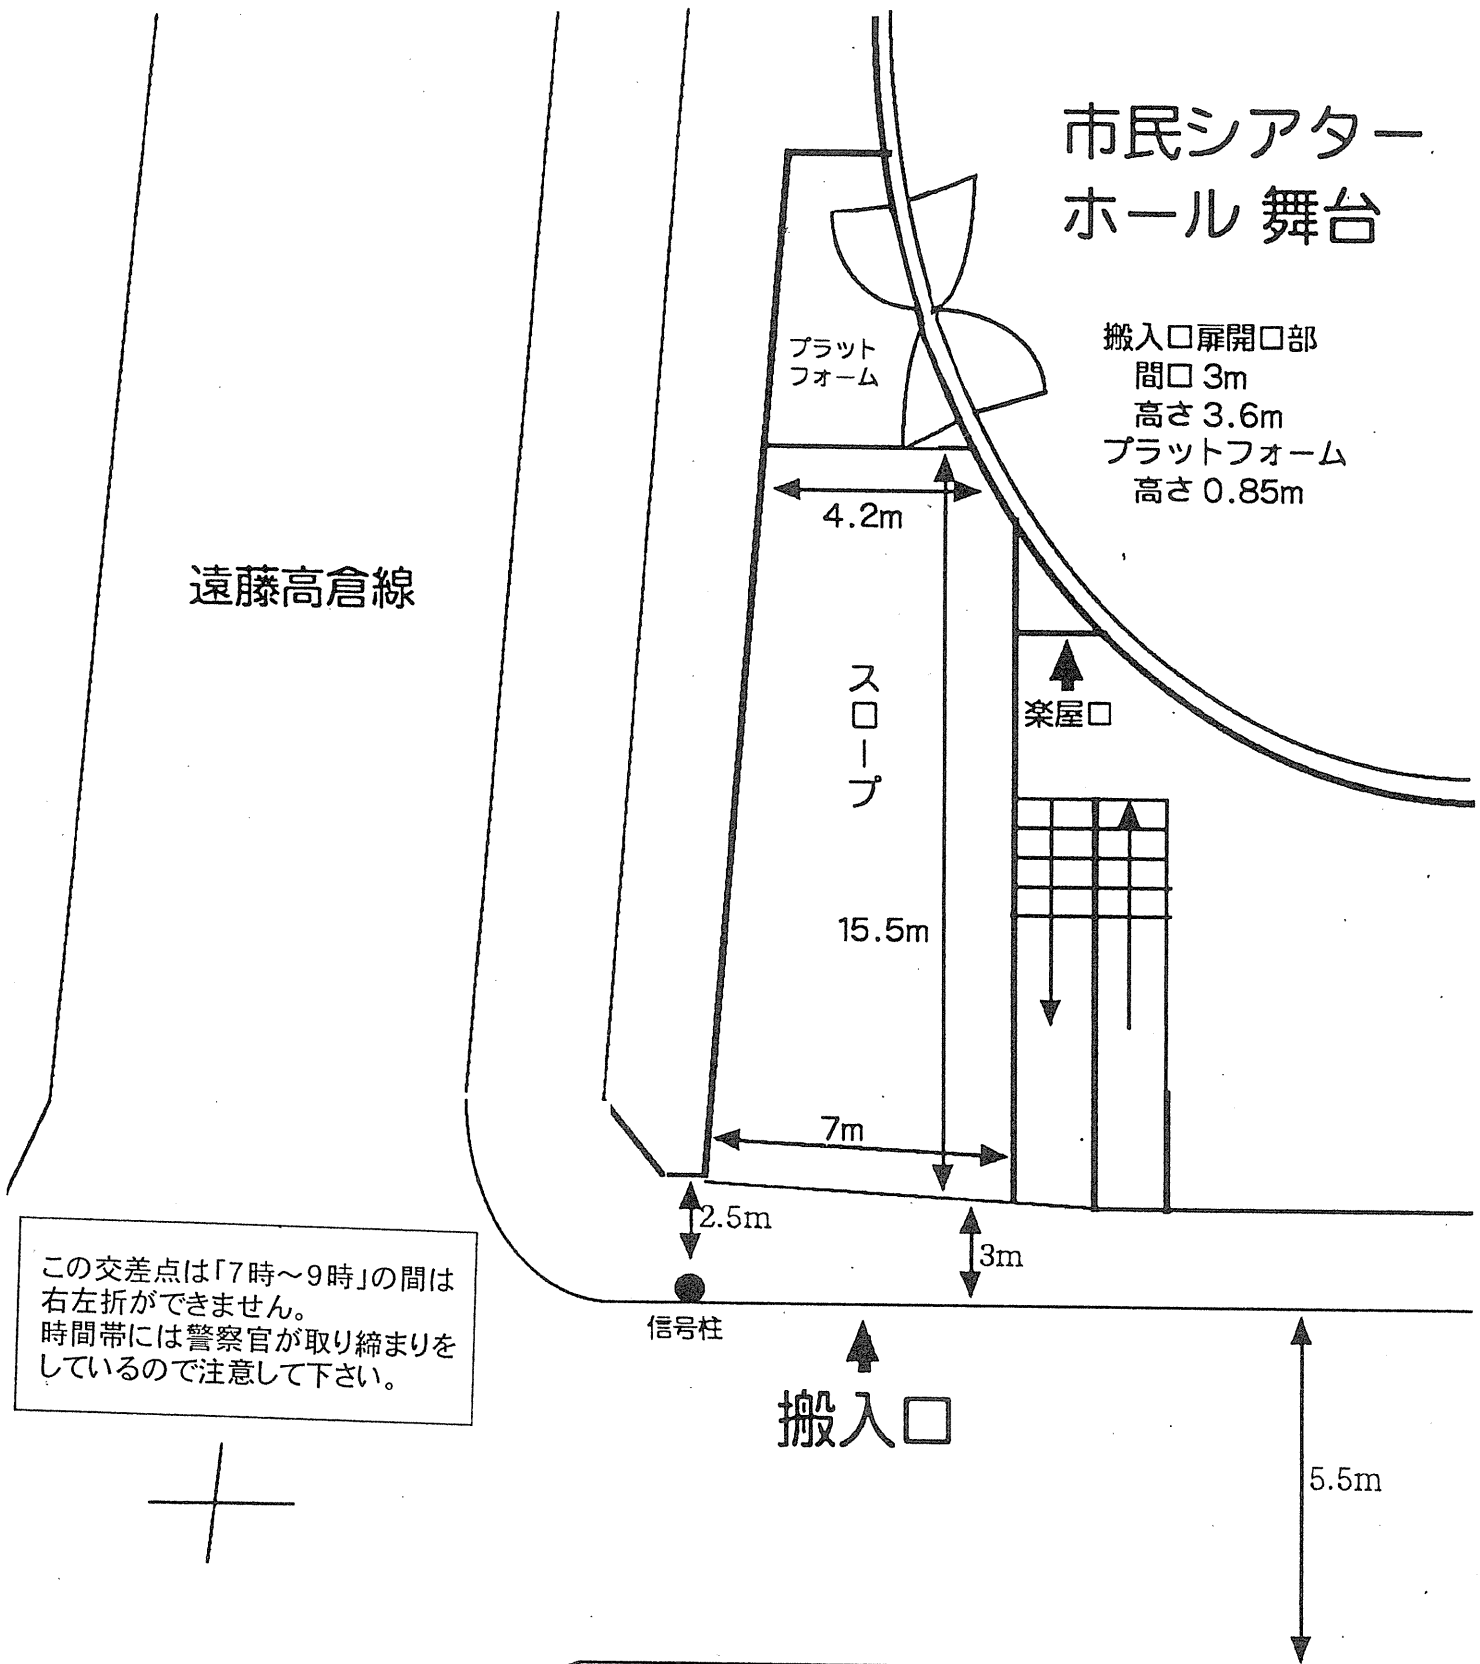 市民シアター
ホール 舞台
搬入口扉開口部
間口 3m
高さ 3.6m
プラットフォーム
高さ 0.85m
プラット
フォーム
4.2m
遠藤高倉線
スロープ
楽屋口
15.5m
7m
2.5m
3m
この交差点は「7時～9時」の間は
右左折ができません。
時間帯には警察官が取り締まりを
しているので注意して下さい。
信号柱
搬入口
5.5m